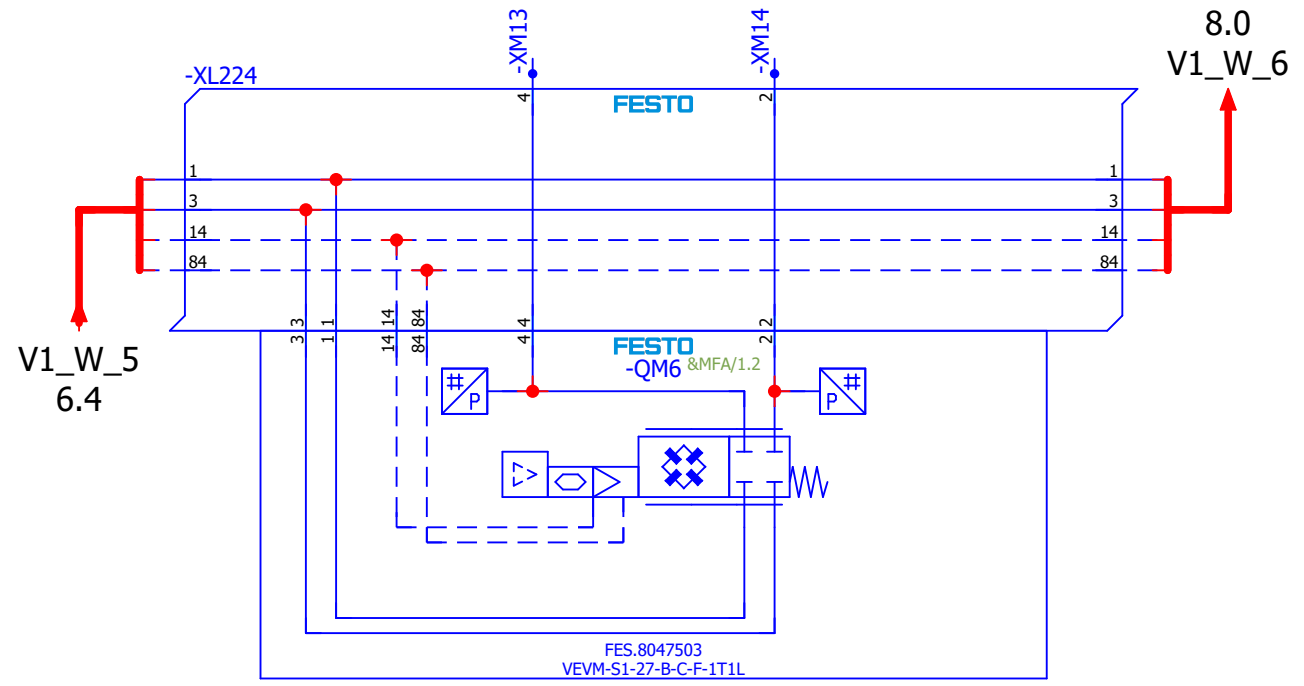 -XM13
-XM14
8.0
V1_W_6
-XL224
4
FESTO
2
1
1
3
3
14
14
84
84
3 3
1 1
14 14
84 84
4 4
2 2
V1_W_5
6.4
FESTO
-QM6
&MFA/1.2
#
P
#
P
FES.8047503
VEVM-S1-27-B-C-F-1T1L